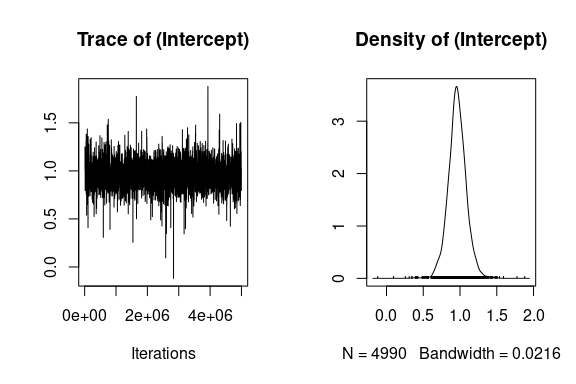 Trace of (Intercept)
0.0 0.5 1.0 1.5
0e+00 2e+06 4e+06
Iterations
Density of (Intercept)
0 1 2 3
0.0 0.5 1.0 1.5 2.0
N = 4990 Bandwidth = 0.0216